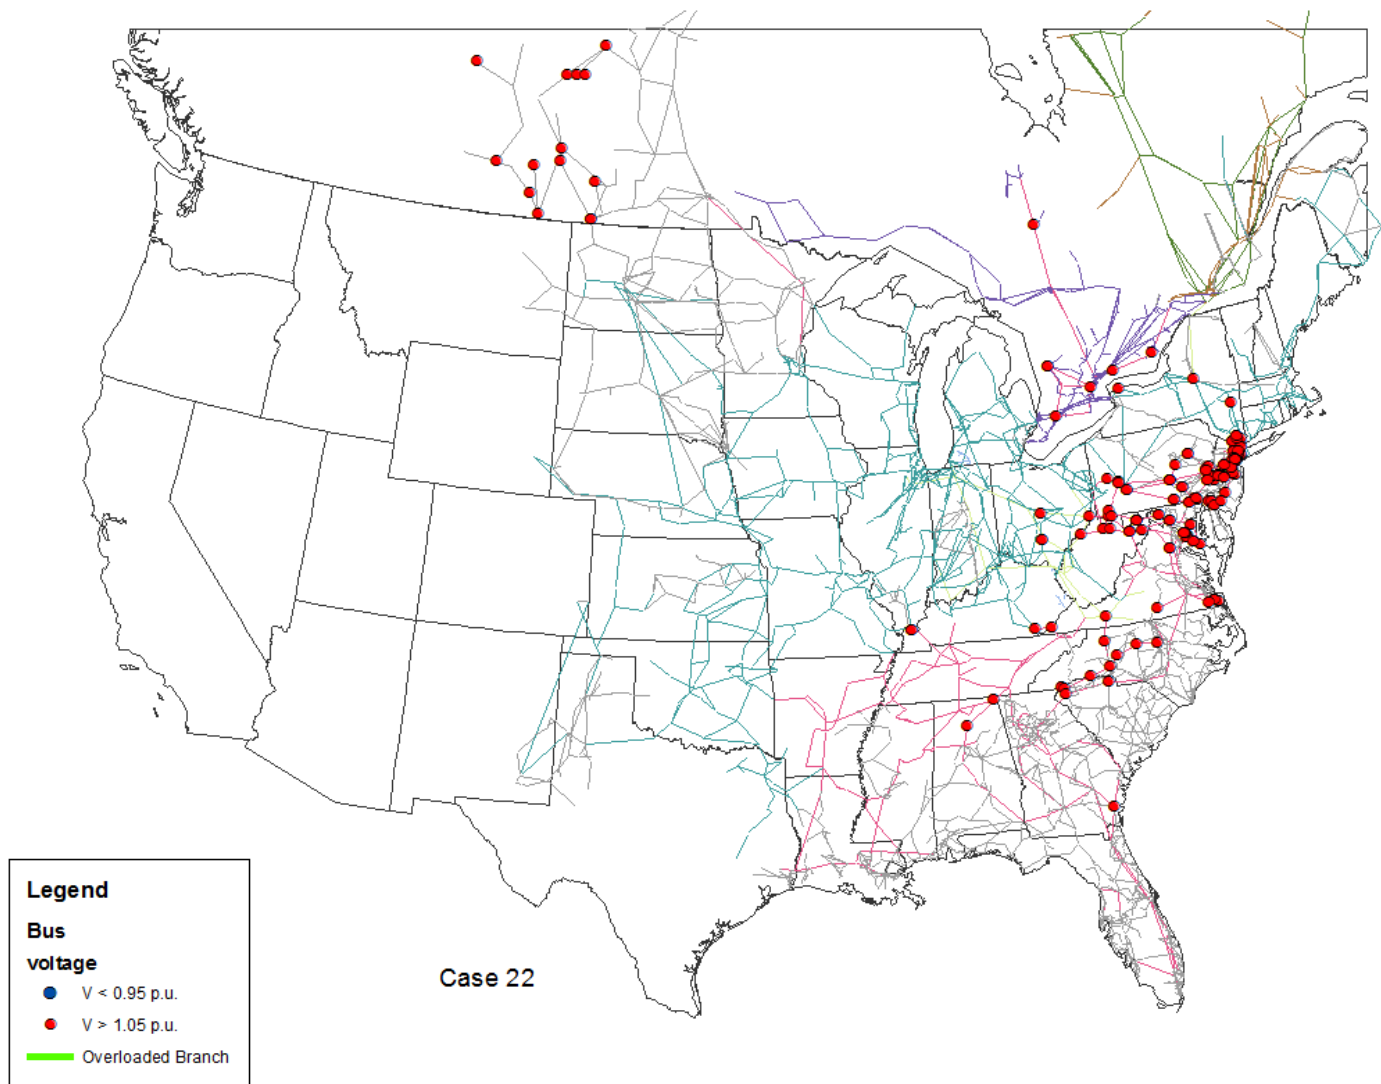 Legend
Bus
voltage
V < 0.95 p.u.
V > 1.05 p.u.
Overloaded Branch
Case 22